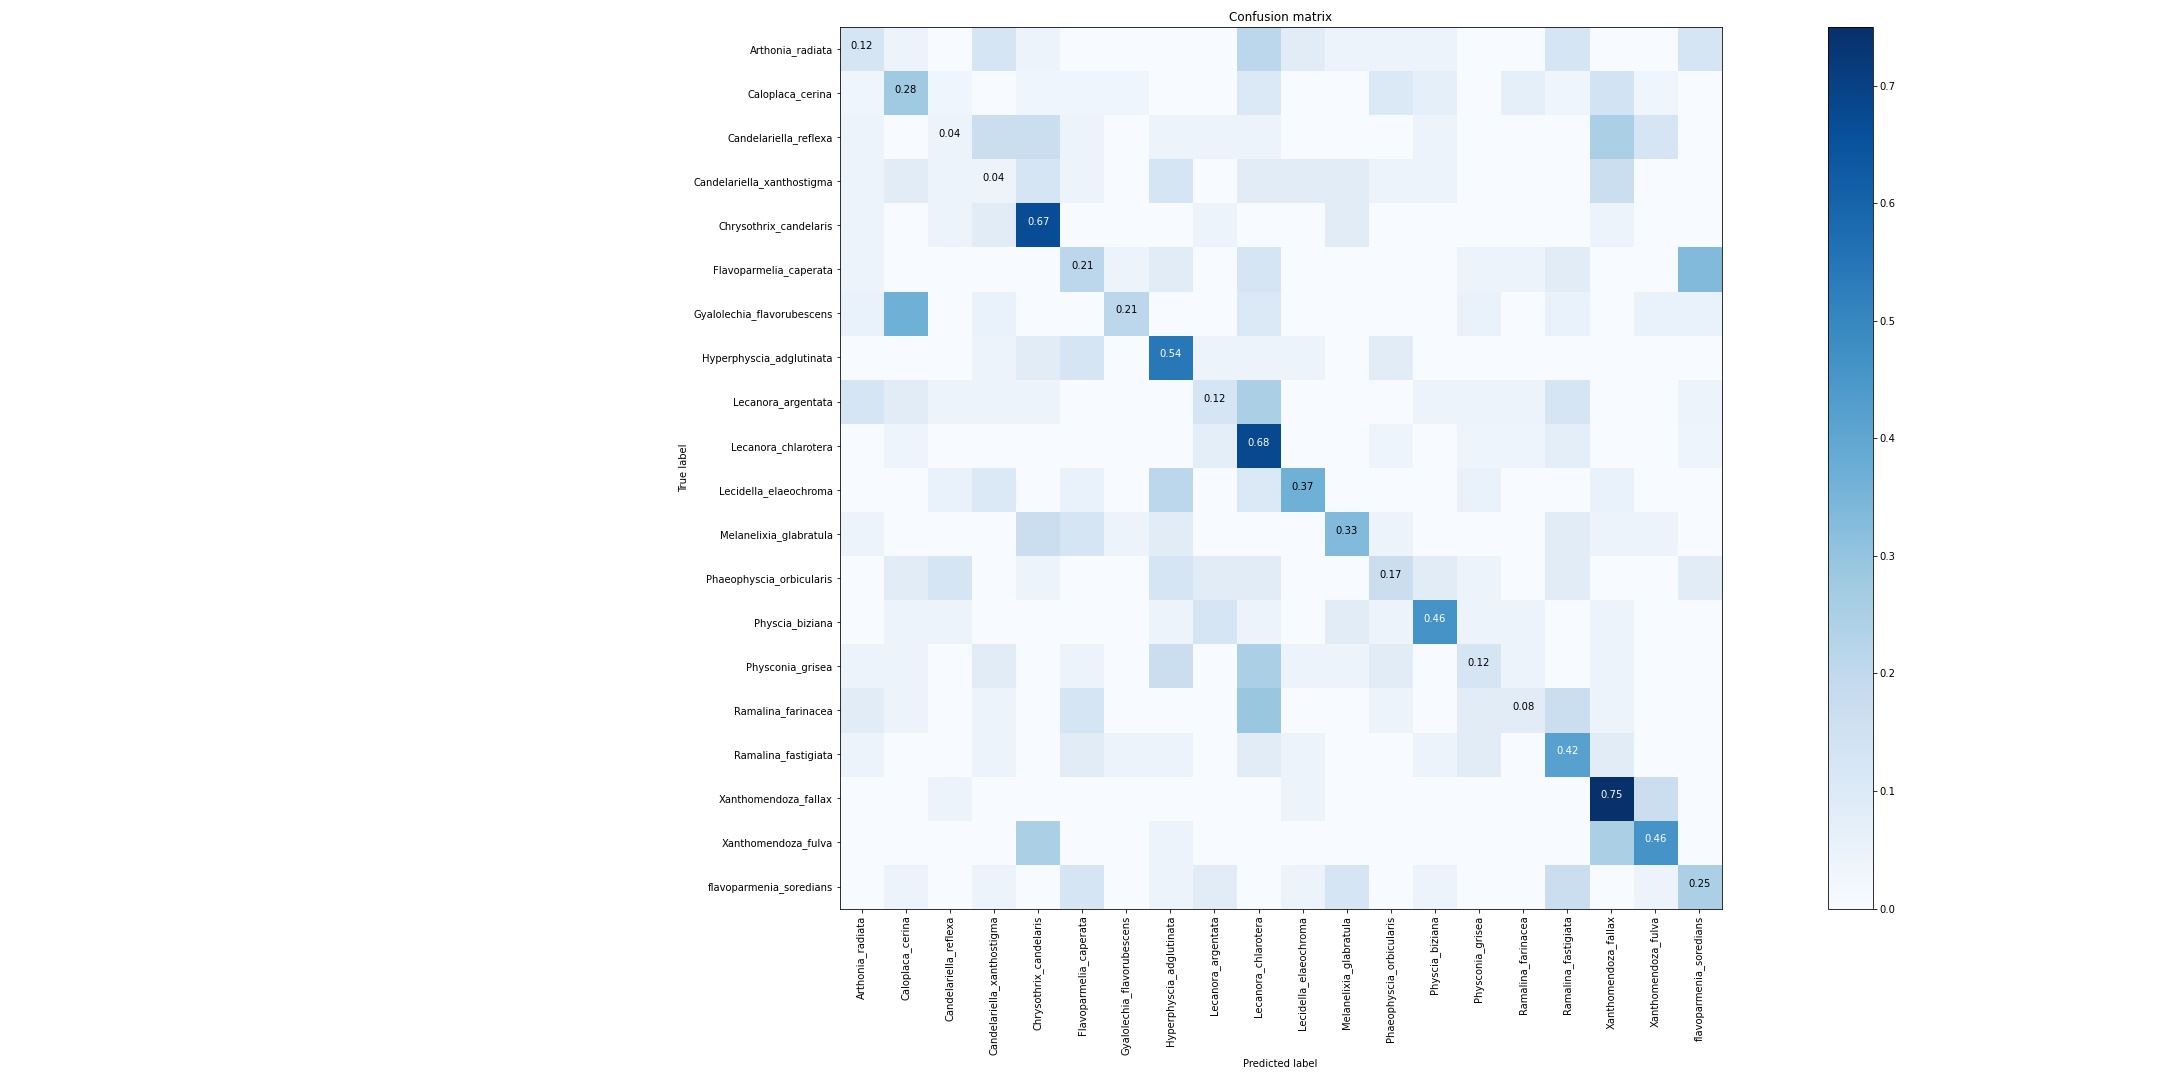 Confusion matrix
Arthonia_radiata
Caloplaca_cerina
Candelariella_reflexa
Candelariella_xanthostigma
Chrysothrix_candelaris
Flavoparmelia_caperata
Gyalolechia_flavorubescens
Hyperphyscia_adglutinata
Lecanora_argentata
Lecanora_chlarotera
Lecidella_elaeochroma
Melanelixia_glabratula
Phaeophyscia_orbicularis
Physcia_biziana
Physconia_grisea
Ramalina_farinacea
Ramalina_fastigiata
Xanthomendoza_fallax
Xanthomendoza_fulva
flavoparmenia_soredians
True label
0.12
0.28
0.04
0.04
0.67
0.21
0.21
0.54
0.12
0.68
0.37
0.33
0.17
0.46
0.12
0.08
0.42
0.75
0.46
0.25
Arthonia_radiata
Caloplaca_cerina
Candelariella_reflexa
Candelariella_xanthostigma
Chrysothrix_candelaris
Flavoparmelia_caperata
Gyalolechia_flavorubescens
Hyperphyscia_adglutinata
Lecanora_argentata
Lecanora_chlarotera
Lecidella_elaeochroma
Melanelixia_glabratula
Phaeophyscia_orbicularis
Physcia_biziana
Physconia_grisea
Ramalina_farinacea
Ramalina_fastigiata
Xanthomendoza_fallax
Xanthomendoza_fulva
flavoparmenia_soredians
Predicted label
0.7
0.6
0.5
0.4
0.3
0.2
0.1
0.0